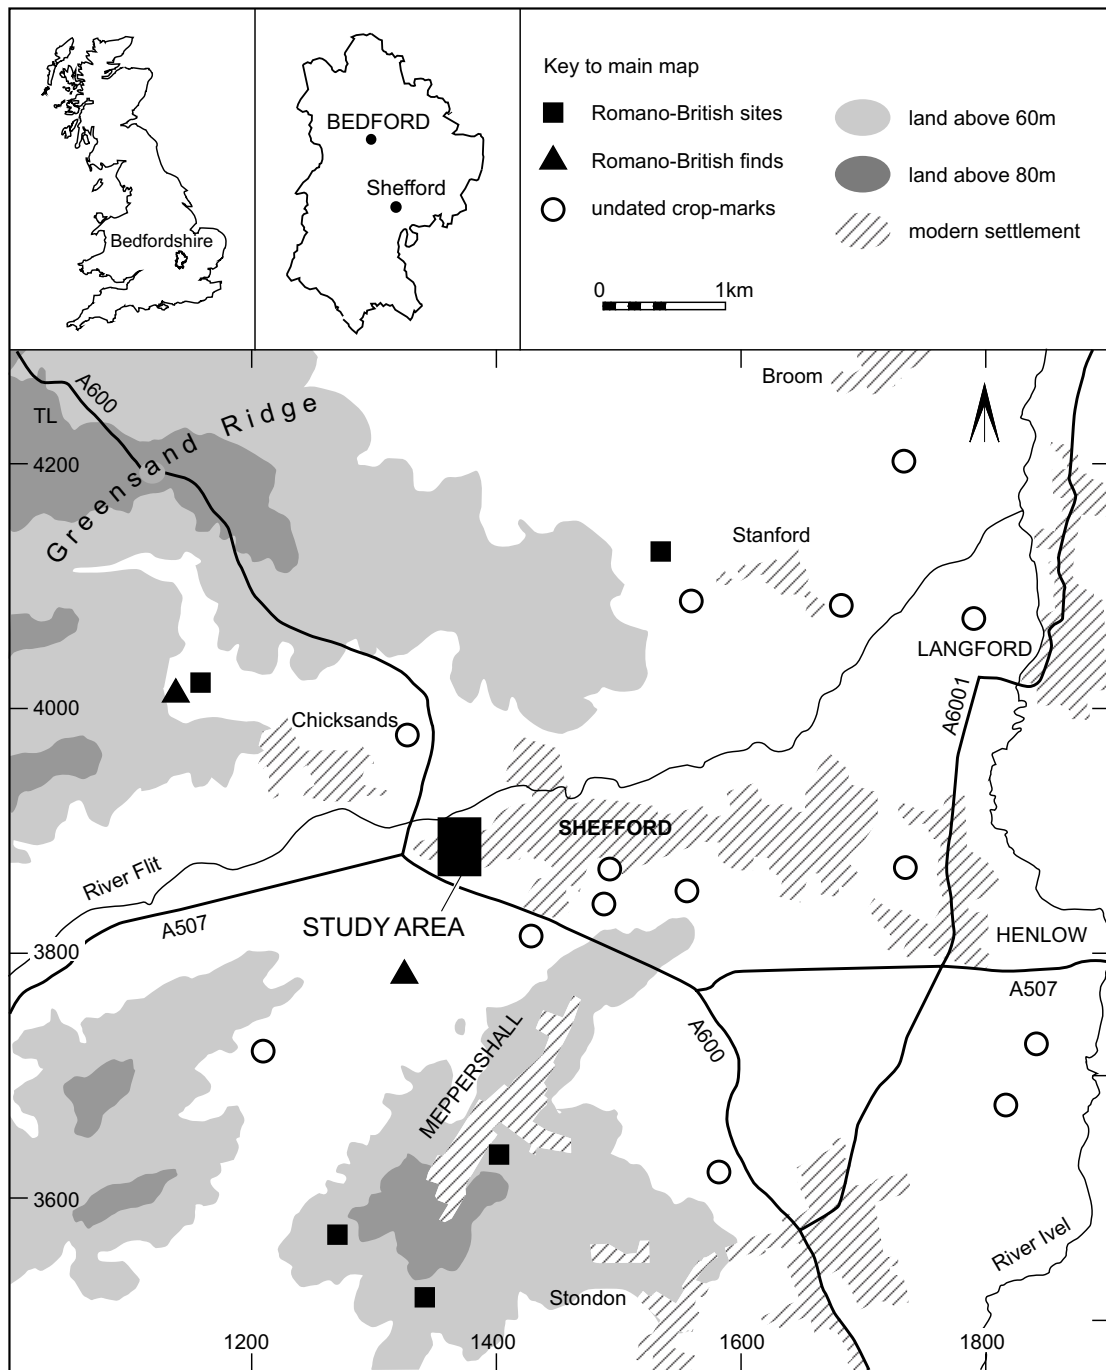 Bedfordshire
BEDFORD
Shefford
Key to main map
Romano-British sites
Romano-British finds
undated crop-marks
0 1km
land above 60m
land above 80m
modern settlement
Broom
A600
TL
Greensand Ridge
4200
Stanford
LANGFORD
A6001
4000
Chicksands
SHEFFORD
River Flit
A507
STUDY AREA
HENLOW
3800
A507
A600
MEPPERSHALL
3600
River Ivel
Stondon
1200 1400 1600 1800